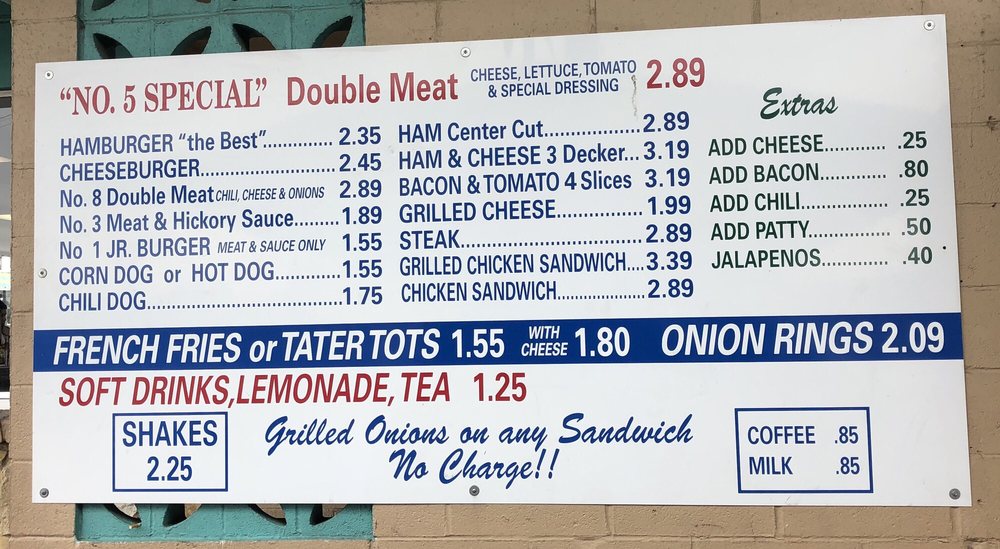 "NO. 5 SPECIAL" Double Meat CHEESE, LETTUCE, TOMATO & SPECIAL DRESSING 2.89
HAMBURGER "the Best".............. 2.35
CHEESEBURGER...................... 2.45
No. 8 Double Meat CHILI, CHEESE & ONIONS 2.89
No. 3 Meat & Hickory Sauce....... 1.89
No 1 JR. BURGER MEAT & SAUCE ONLY 1.55
CORN DOG or HOT DOG............. 1.55
CHILI DOG.................................. 1.75
HAM Center Cut................... 2.89
HAM & CHEESE 3 Decker... 3.19
BACON & TOMATO 4 Slices 3.19
GRILLED CHEESE................ 1.99
STEAK.................................. 2.89
GRILLED CHICKEN SANDWICH.... 3.39
CHICKEN SANDWICH..................... 2.89
Extras
ADD CHEESE............ .25
ADD BACON............. .80
ADD CHILI................ .25
ADD PATTY............... .50
JALAPENOS............. .40
FRENCH FRIES or TATER TOTS 1.55 WITH CHEESE 1.80 ONION RINGS 2.09
SOFT DRINKS, LEMONADE, TEA 1.25
SHAKES
2.25
Grilled Onions on any Sandwich
No Charge!!
COFFEE .85
MILK .85